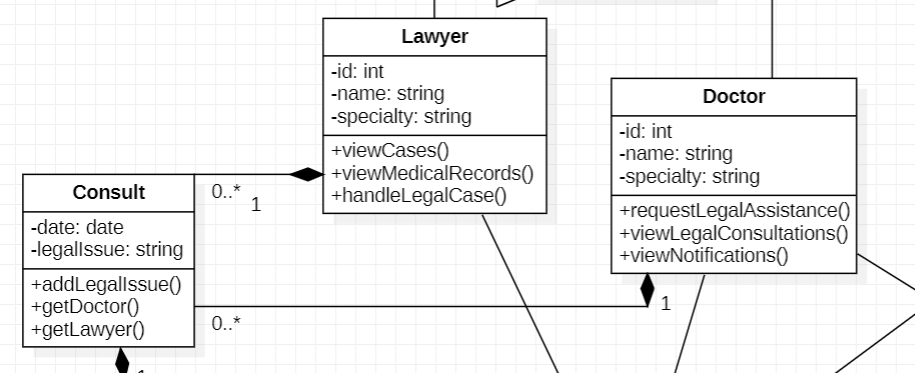 Lawyer
-id: int
-name: string
-specialty: string
+viewCases()
+viewMedicalRecords()
+handleLegalCase()
Doctor
-id: int
-name: string
-specialty: string
+requestLegalAssistance()
+viewLegalConsultations()
+viewNotifications()
Consult
-date: date
-legalIssue: string
+addLegalIssue()
+getDoctor()
+getLawyer()
0..*
1
0..*
1